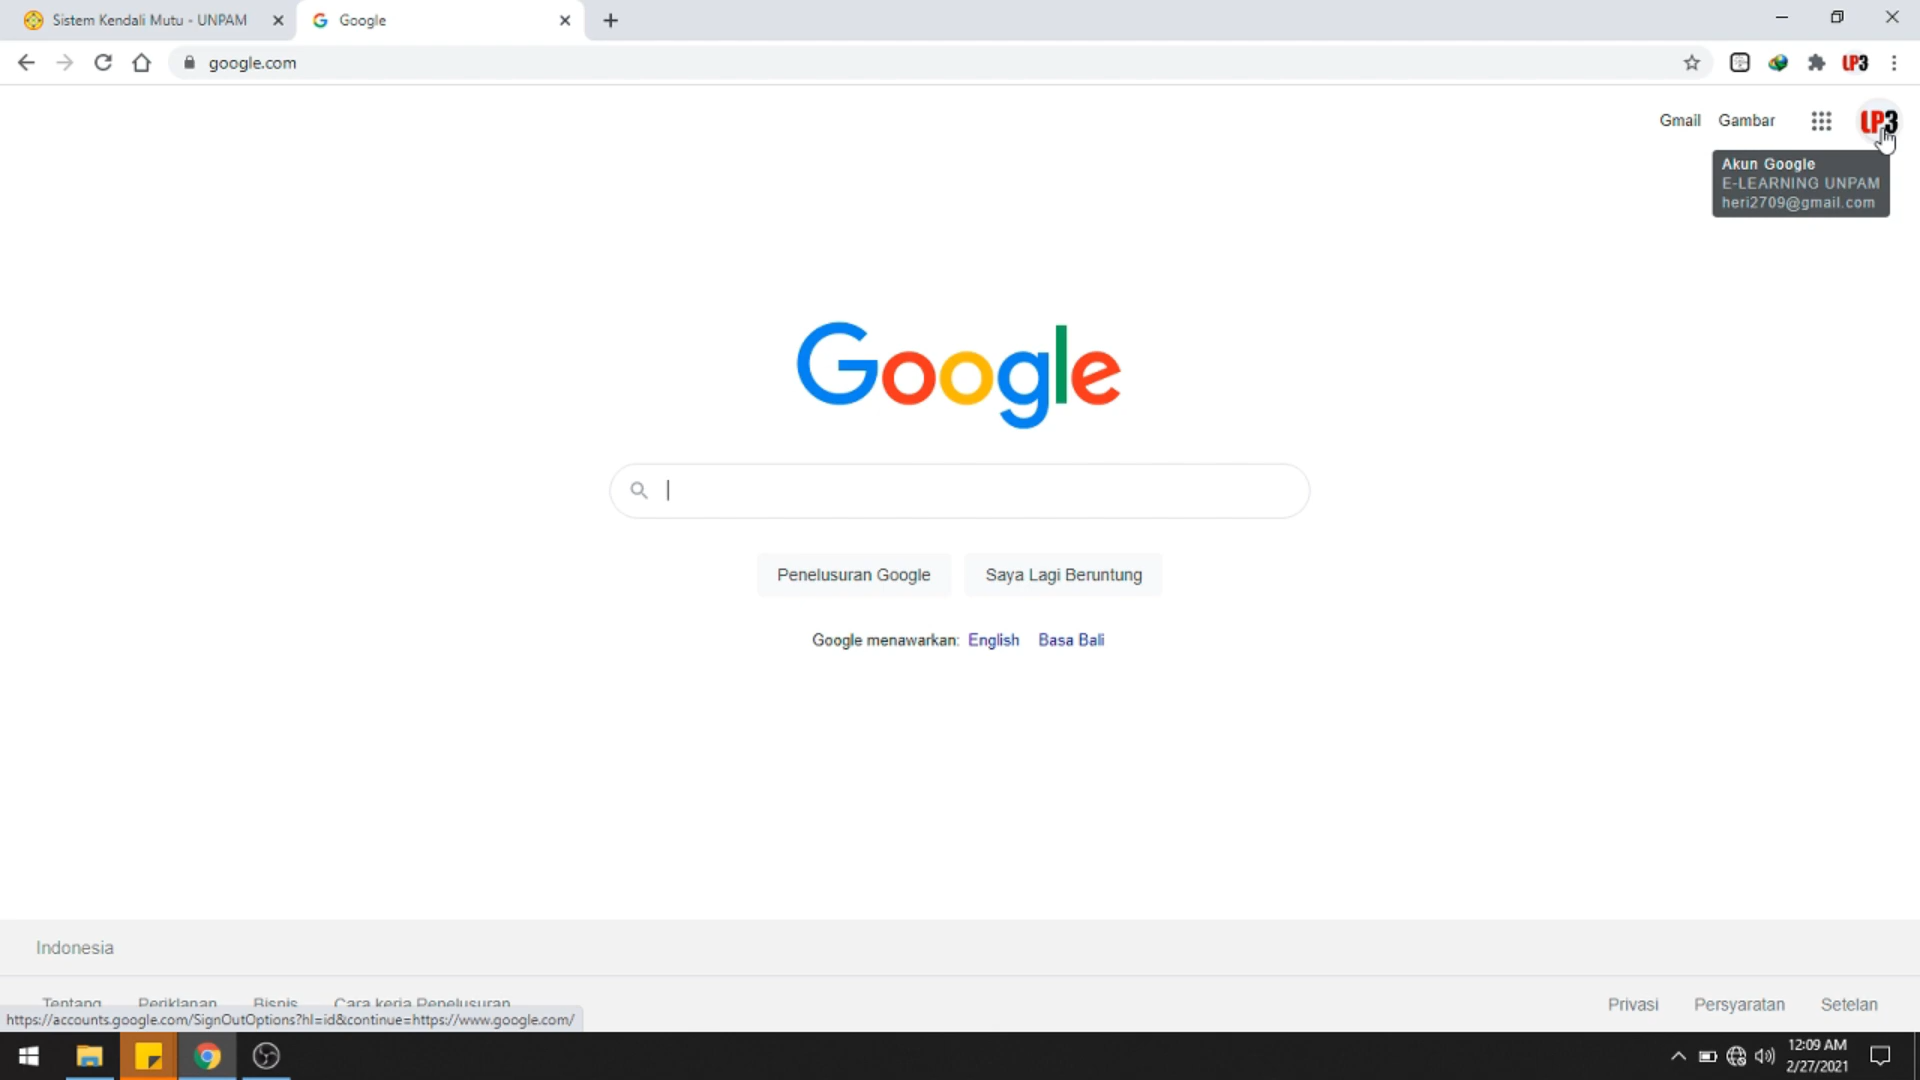 Sistem Kendali Mutu - UNPAM
Google
google.com
LP3
Gmail
Gambar
LP3
Akun Google
E-LEARNING UNPAM
heri2709@gmail.com
Google
Penelusuran Google
Saya Lagi Beruntung
Google menawarkan: English Basa Bali
Indonesia
Tentang
Periklanan
Bisnis
Cara kerja Penelusuran
Privasi
Persyaratan
Setelan
https://accounts.google.com/SignOutOptions?hl=id&continue=https://www.google.com/
12:09 AM
2/27/2021